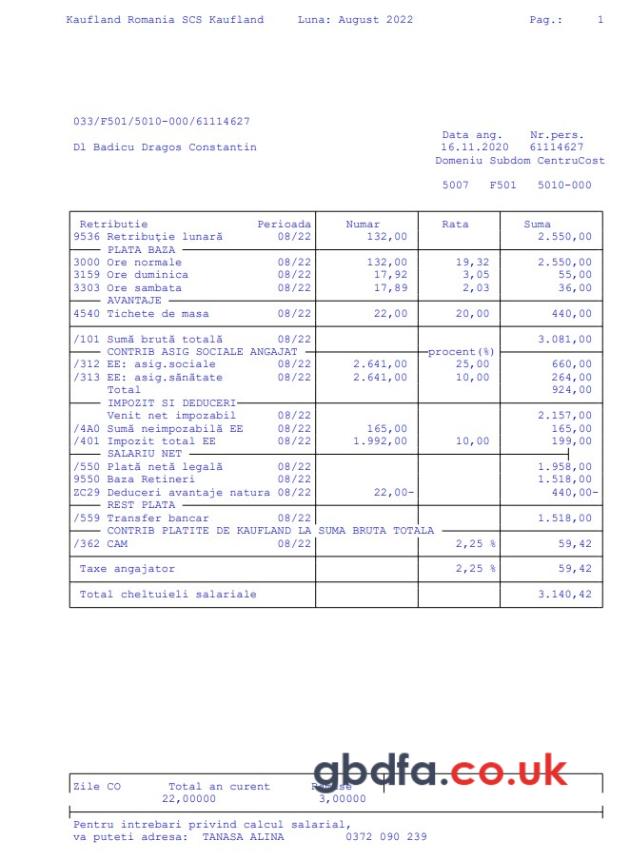 Kaufland Romania SCS Kaufland Luna: August 2022 Pag.: 1
033/F501/5010-000/61114627
Data ang. Nr.pers.
Dl Badicu Dragos Constantin 16.11.2020 61114627
Domeniu Subdom CentruCost
5007 F501 5010-000
Retributie Perioada Numar Rata Suma
9536 Retribuţie lunară 08/22 132,00 2.550,00
PLATA BAZA
3000 Ore normale 08/22 132,00 19,32 2.550,00
3159 Ore duminica 08/22 17,92 3,05 55,00
3303 Ore sambata 08/22 17,89 2,03 36,00
AVANTAJE
4540 Tichete de masa 08/22 22,00 20,00 440,00
/101 Sumă brută totală 08/22 3.081,00
CONTRIB ASIG SOCIALE ANGAJAT procent(%)
/312 EE: asig.sociale 08/22 2.641,00 25,00 660,00
/313 EE: asig.sănătate 08/22 2.641,00 10,00 264,00
Total 924,00
IMPOZIT SI DEDUCERI
Venit net impozabil 08/22 2.157,00
/4A0 Sumă neimpozabilă EE 08/22 165,00 165,00
/401 Impozit total EE 08/22 1.992,00 10,00 199,00
SALARIU NET
/550 Plată netă legală 08/22 1.958,00
9550 Baza Retineri 08/22 1.518,00
ZC29 Deduceri avantaje natura 08/22 22,00- 440,00-
REST PLATA
/559 Transfer bancar 08/22 1.518,00
CONTRIB PLATITE DE KAUFLAND LA SUMA BRUTA TOTALA
/362 CAM 08/22 2,25 % 59,42
Taxe angajator 2,25 % 59,42
Total cheltuieli salariale 3.140,42
gbdfa.co.uk
Zile CO Total an curent
22,00000 3,00000
Pentru intrebari privind calcul salarial,
va puteti adresa: TANASA ALINA 0372 090 239